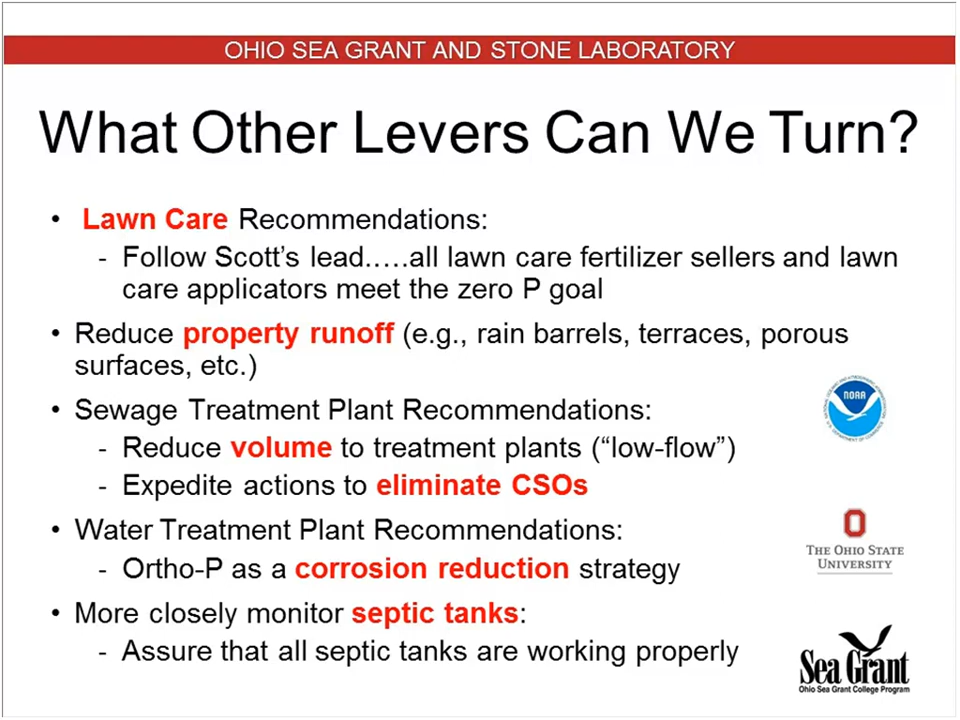 OHIO SEA GRANT AND STONE LABORATORY
What Other Levers Can We Turn?
• Lawn Care Recommendations:
- Follow Scott’s lead.….all lawn care fertilizer sellers and lawn
care applicators meet the zero P goal
• Reduce property runoff (e.g., rain barrels, terraces, porous
surfaces, etc.)
• Sewage Treatment Plant Recommendations:
- Reduce volume to treatment plants (“low-flow”)
- Expedite actions to eliminate CSOs
• Water Treatment Plant Recommendations:
- Ortho-P as a corrosion reduction strategy
• More closely monitor septic tanks:
- Assure that all septic tanks are working properly
NOAA
THE OHIO STATE
UNIVERSITY
Sea Grant
Ohio Sea Grant College Program